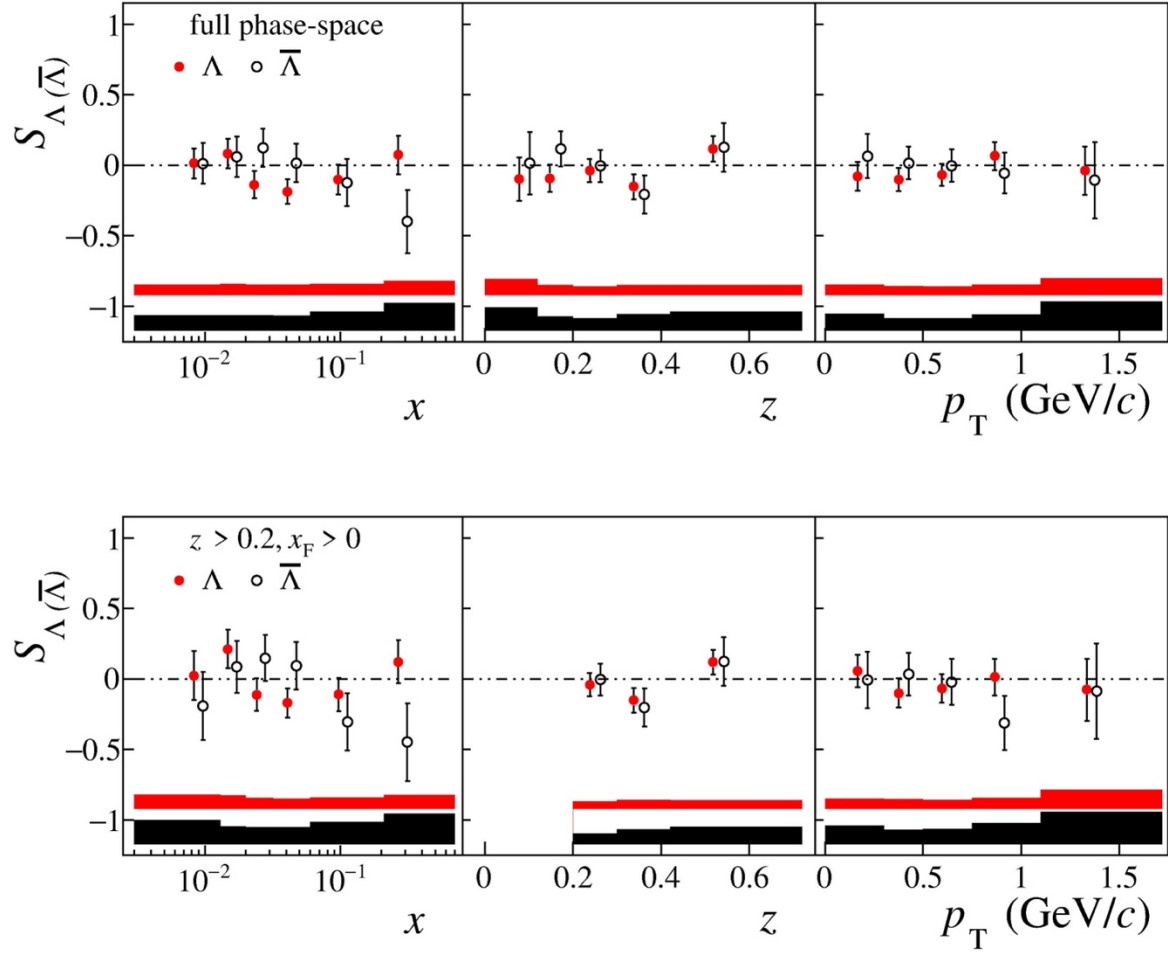 1
full phase-space
Λ Λ̅
0.5
S Λ (Λ̅)
0
−0.5
−1
10⁻² 10⁻¹ 0 0.2 0.4 0.6 0 0.5 1 1.5
x z p_T (GeV/c)
1
z > 0.2, x_F > 0
Λ Λ̅
0.5
S Λ (Λ̅)
0
−0.5
−1
10⁻² 10⁻¹ 0 0.2 0.4 0.6 0 0.5 1 1.5
x z p_T (GeV/c)